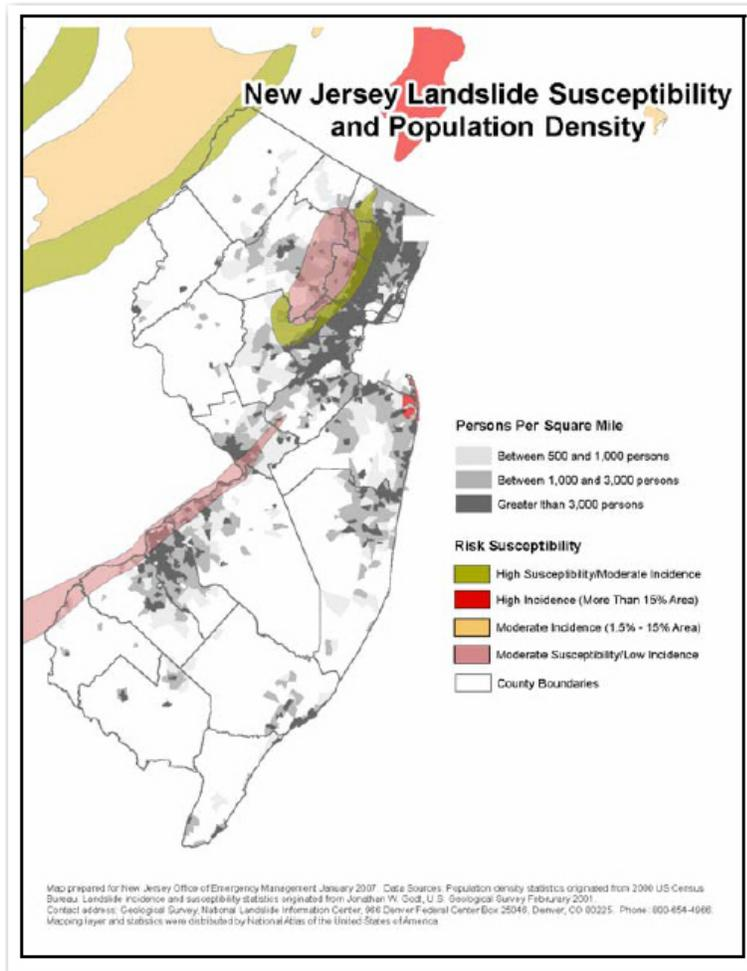 New Jersey Landslide Susceptibility
and Population Density
Persons Per Square Mile
Between 500 and 1,000 persons
Between 1,000 and 3,000 persons
Greater than 3,000 persons
Risk Susceptibility
High Susceptibility/Moderate Incidence
High Incidence (More Than 15% Area)
Moderate Incidence (1.5% - 15% Area)
Moderate Susceptibility/Low Incidence
County Boundaries
Map prepared for New Jersey Office of Emergency Management January 2007. Data Sources: Population density statistics originated from 2000 US Census
Bureau. Landslide incidence and susceptibility statistics originated from Jonathan W. Godt, U.S. Geological Survey February 2001.
Contact address: Geological Survey, National Landslide Information Center, 966 Denver Federal Center Box 25046, Denver, CO 80225. Phone: 800-654-4966.
Mapping layer and statistics were distributed by National Atlas of the United States of America